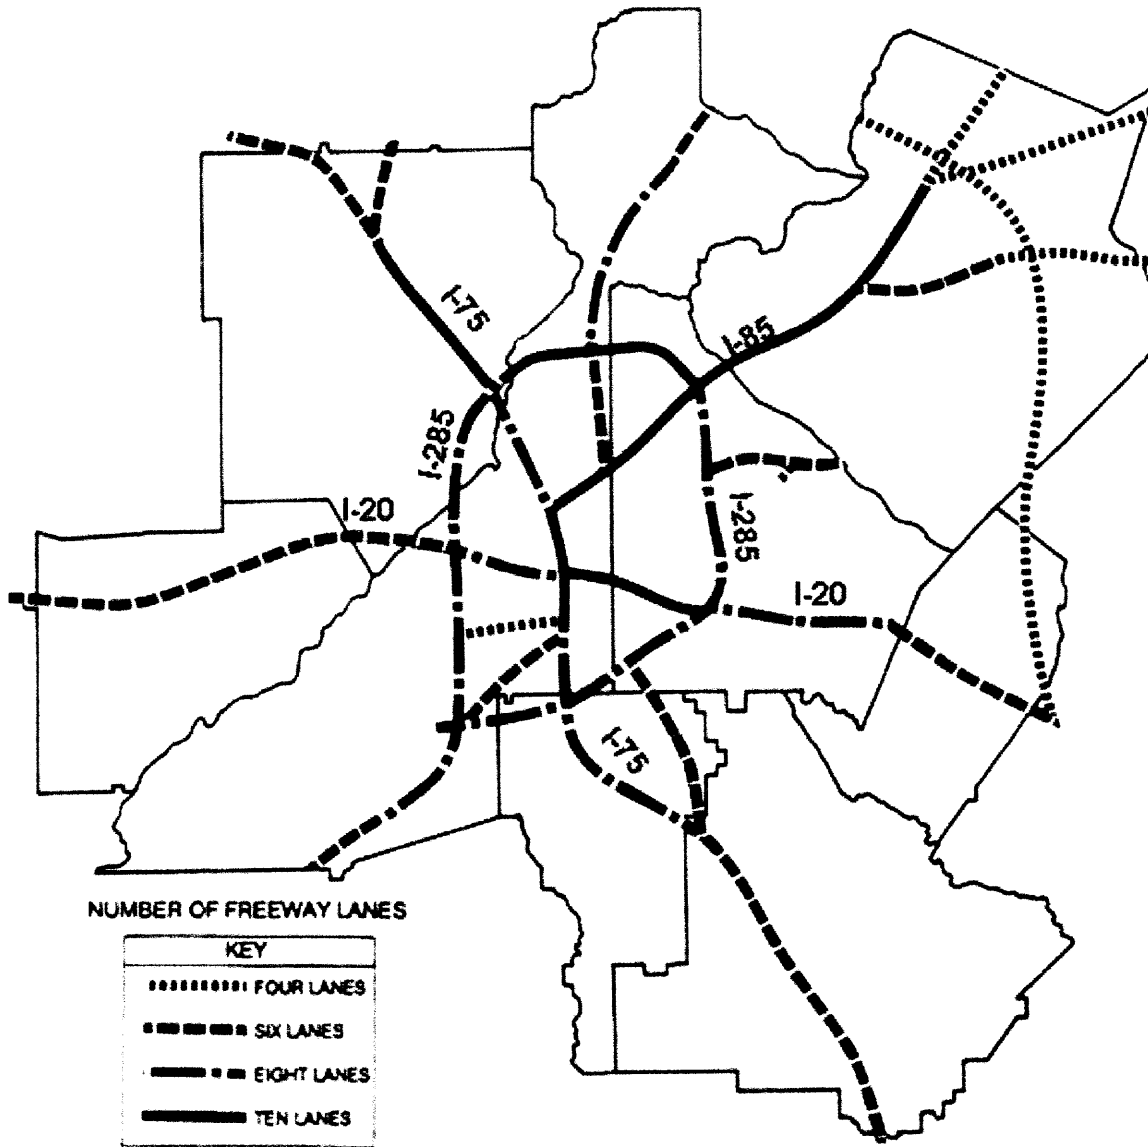 I-75
I-85
I-285
I-20
I-285
I-20
I-75
NUMBER OF FREEWAY LANES
KEY
FOUR LANES
SIX LANES
EIGHT LANES
TEN LANES